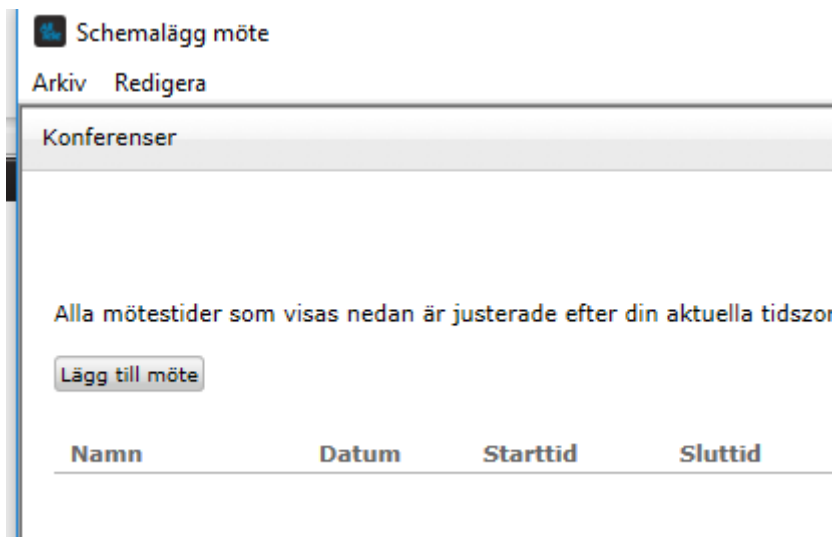 Schemalägg möte
Arkiv Redigera
Konferenser
Alla mötestider som visas nedan är justerade efter din aktuella
Lägg till möte
Namn Datum Starttid Sluttid